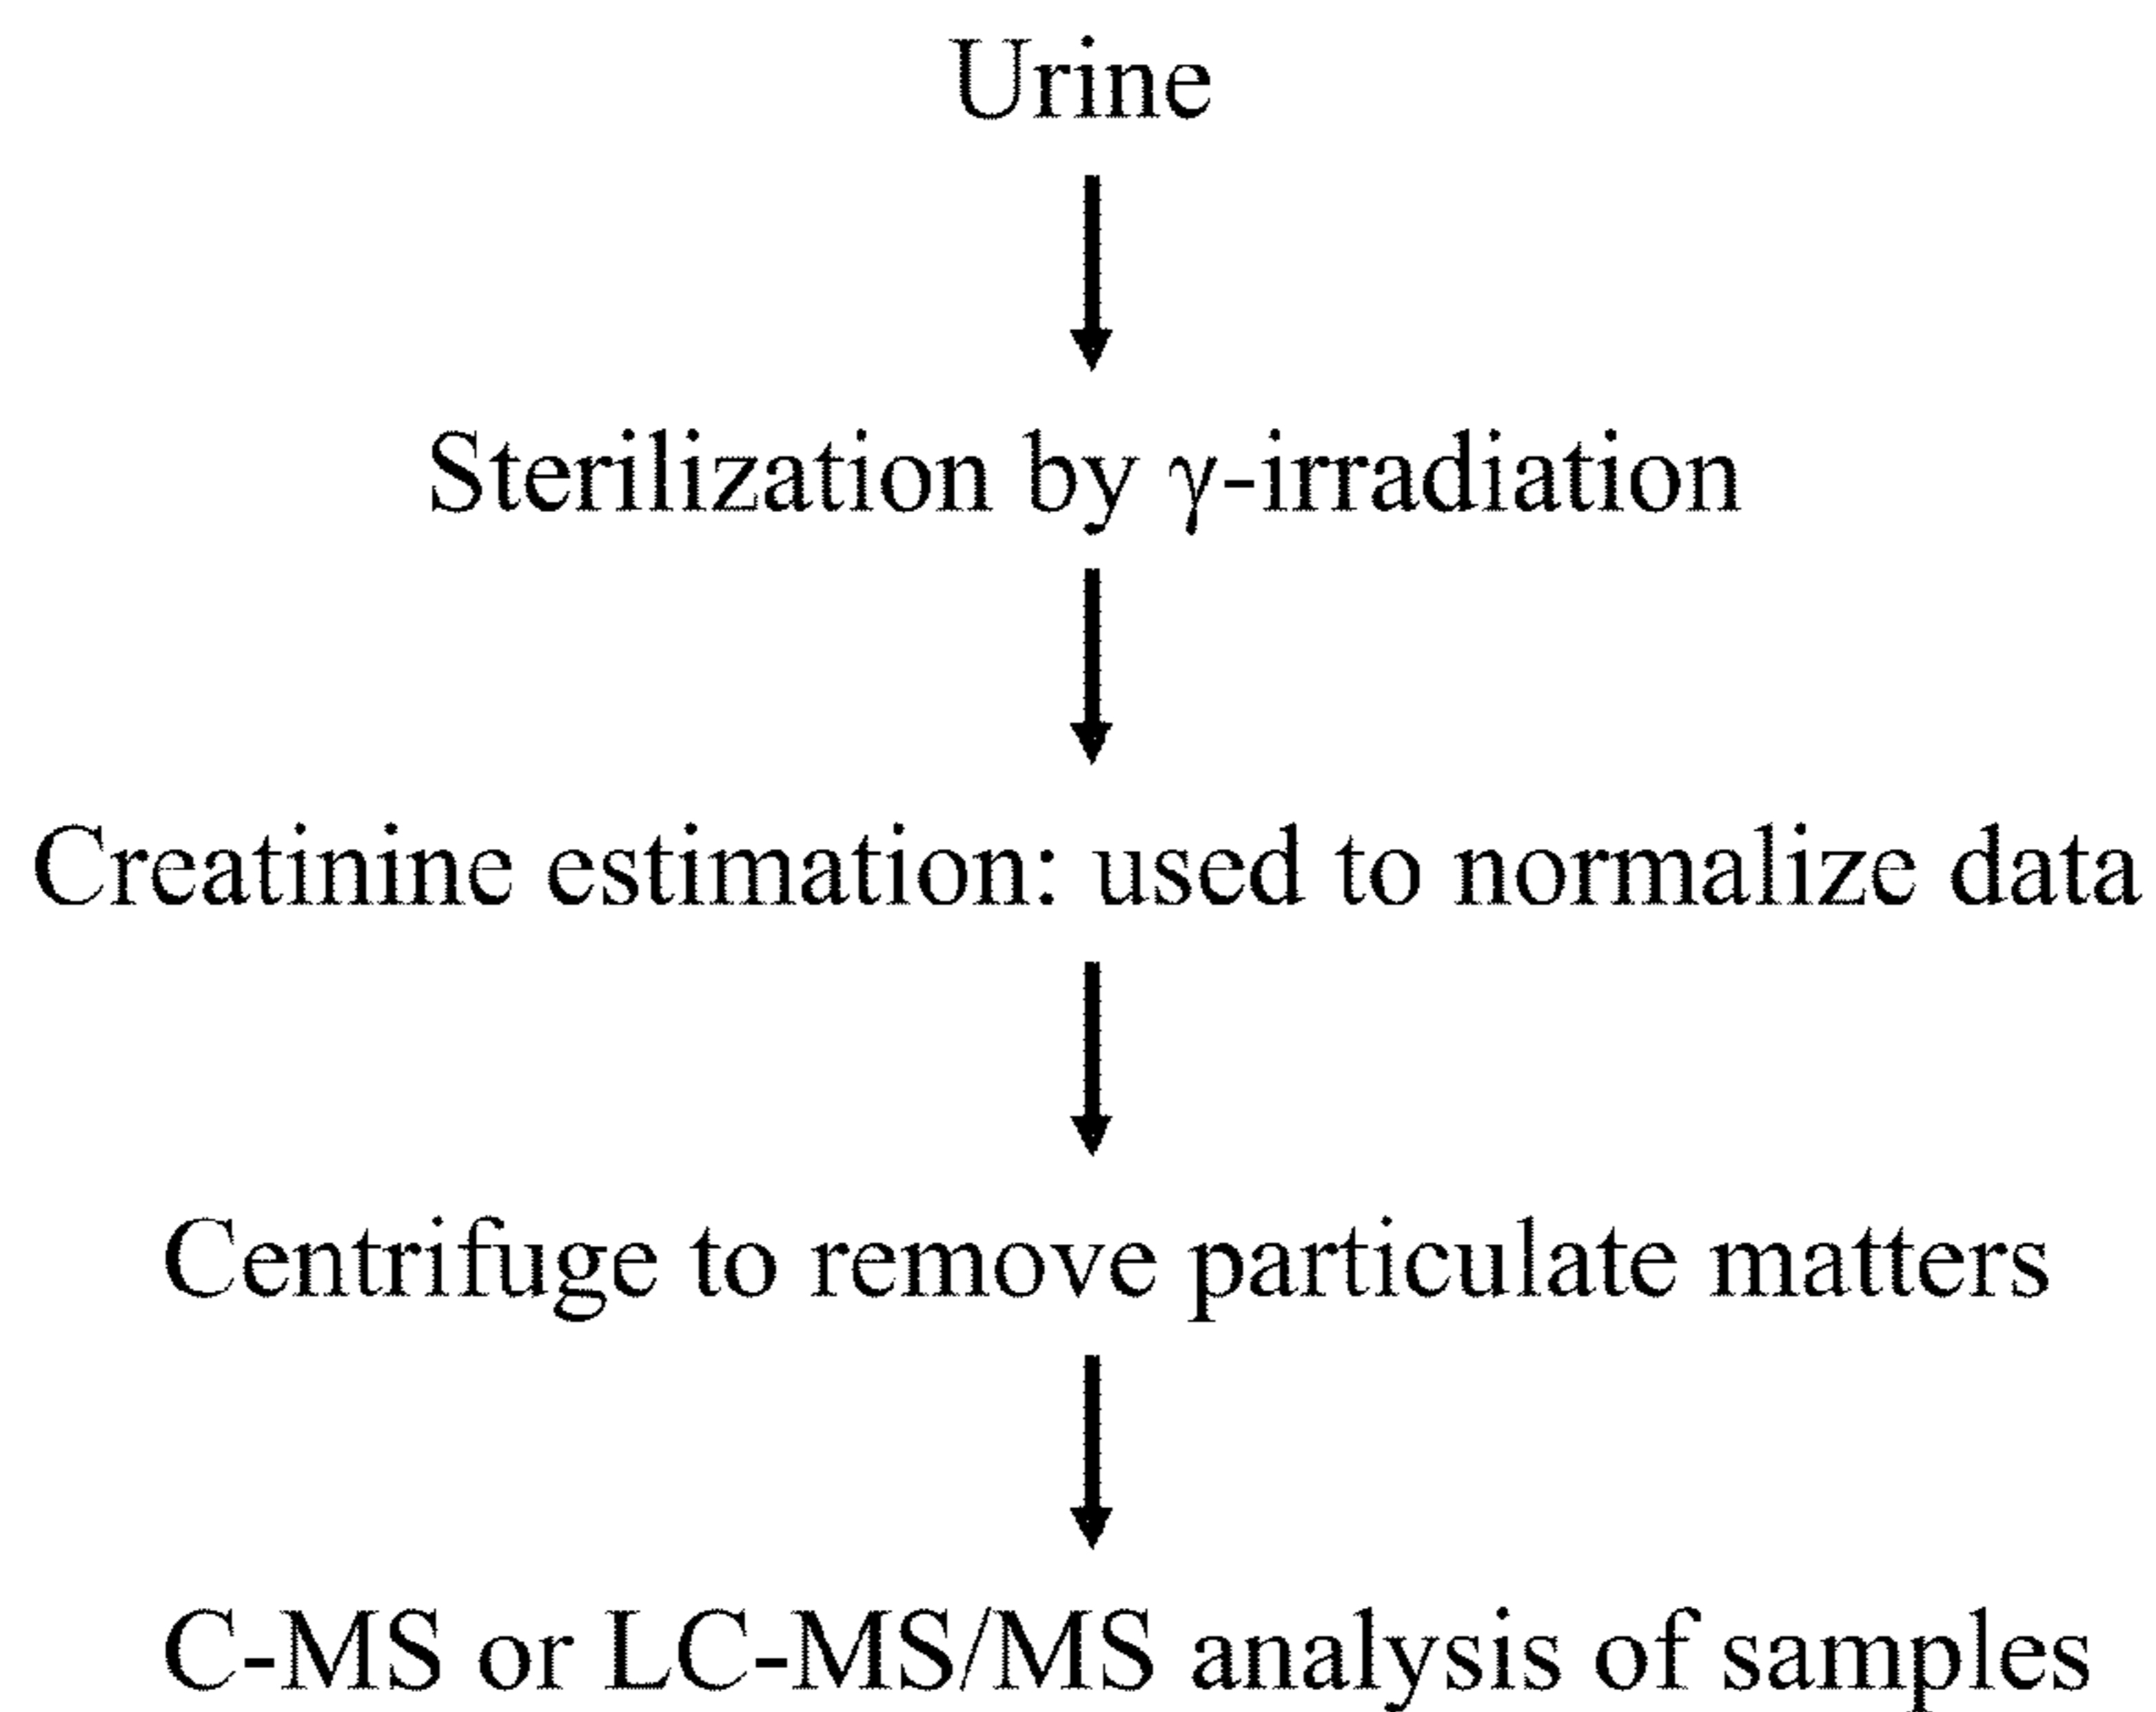 Urine
Sterilization by γ-irradiation
Creatinine estimation: used to normalize data
Centrifuge to remove particulate matters
C-MS or LC-MS/MS analysis of samples